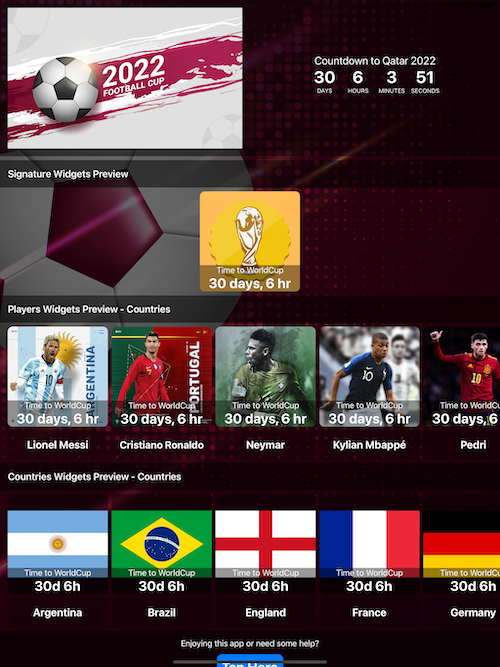 2022
FOOTBALL CUP
Countdown to Qatar 2022
30 6 3 51
DAYS HOURS MINUTES SECONDS
Signature Widgets Preview
Time to WorldCup
30 days, 6 hr
Players Widgets Preview - Countries
ARGENTINA
10
PORTUGAL
10
10
Time to WorldCup
30 days, 6 hr
Time to WorldCup
30 days, 6 hr
Time to WorldCup
30 days, 6 hr
Time to WorldCup
30 days, 6 hr
Time to WorldCu
30 days, 6 h
Lionel Messi
Cristiano Ronaldo
Neymar
Kylian Mbappé
Pedri
Countries Widgets Preview - Countries
Time to WorldCup
30d 6h
Time to WorldCup
30d 6h
Time to WorldCup
30d 6h
Time to WorldCup
30d 6h
Time to WorldCu
30d 6h
Argentina
Brazil
England
France
Germany
Enjoying this app or need some help?
Tap Here